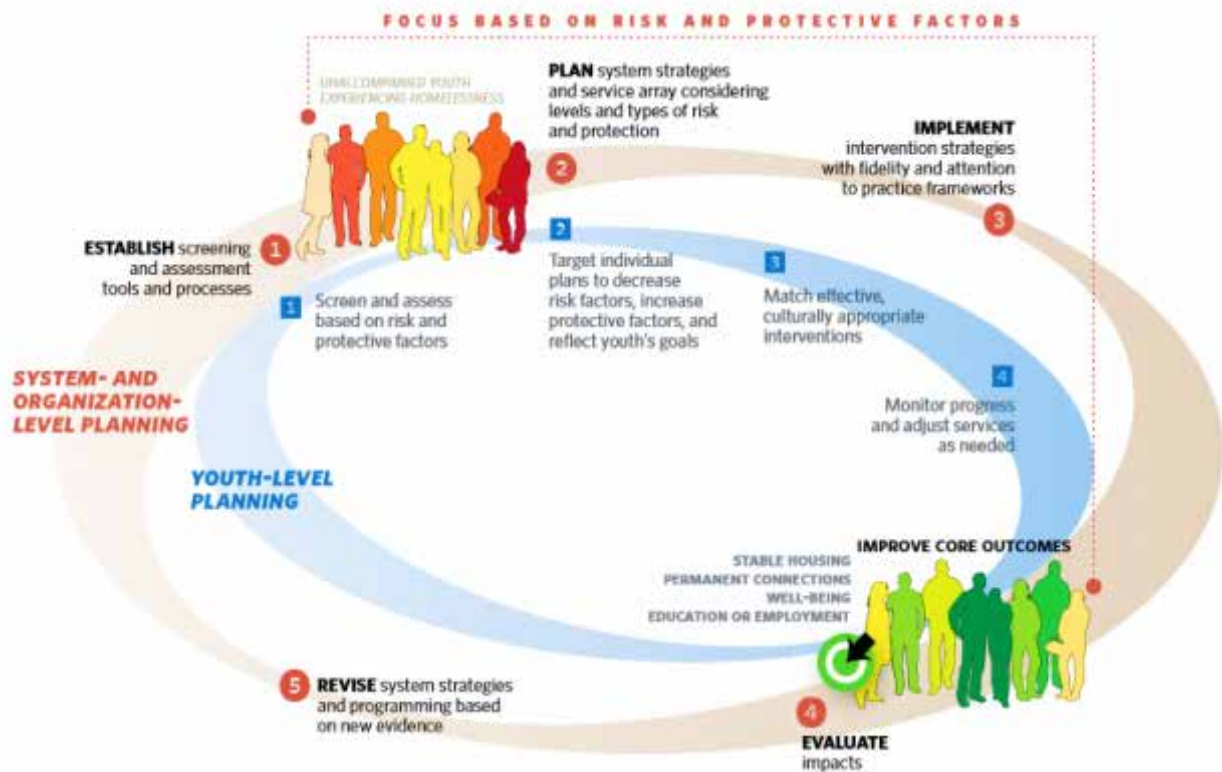 FOCUS BASED ON RISK AND PROTECTIVE FACTORS
UNACCOMPANIED YOUTH
EXPERIENCING HOMELESSNESS
PLAN system strategies
and service array considering
levels and types of risk
and protection
2
IMPLEMENT
intervention strategies
with fidelity and attention
to practice frameworks
3
ESTABLISH screening
and assessment
tools and processes
1
1
Screen and assess
based on risk and
protective factors
2
Target individual
plans to decrease
risk factors, increase
protective factors, and
reflect youth's goals
3
Match effective,
culturally appropriate
interventions
4
Monitor progress
and adjust services
as needed
SYSTEM- AND
ORGANIZATION-
LEVEL PLANNING
YOUTH-LEVEL
PLANNING
IMPROVE CORE OUTCOMES
STABLE HOUSING
PERMANENT CONNECTIONS
WELL-BEING
EDUCATION OR EMPLOYMENT
5
REVISE system strategies
and programming based
on new evidence
4
EVALUATE
impacts